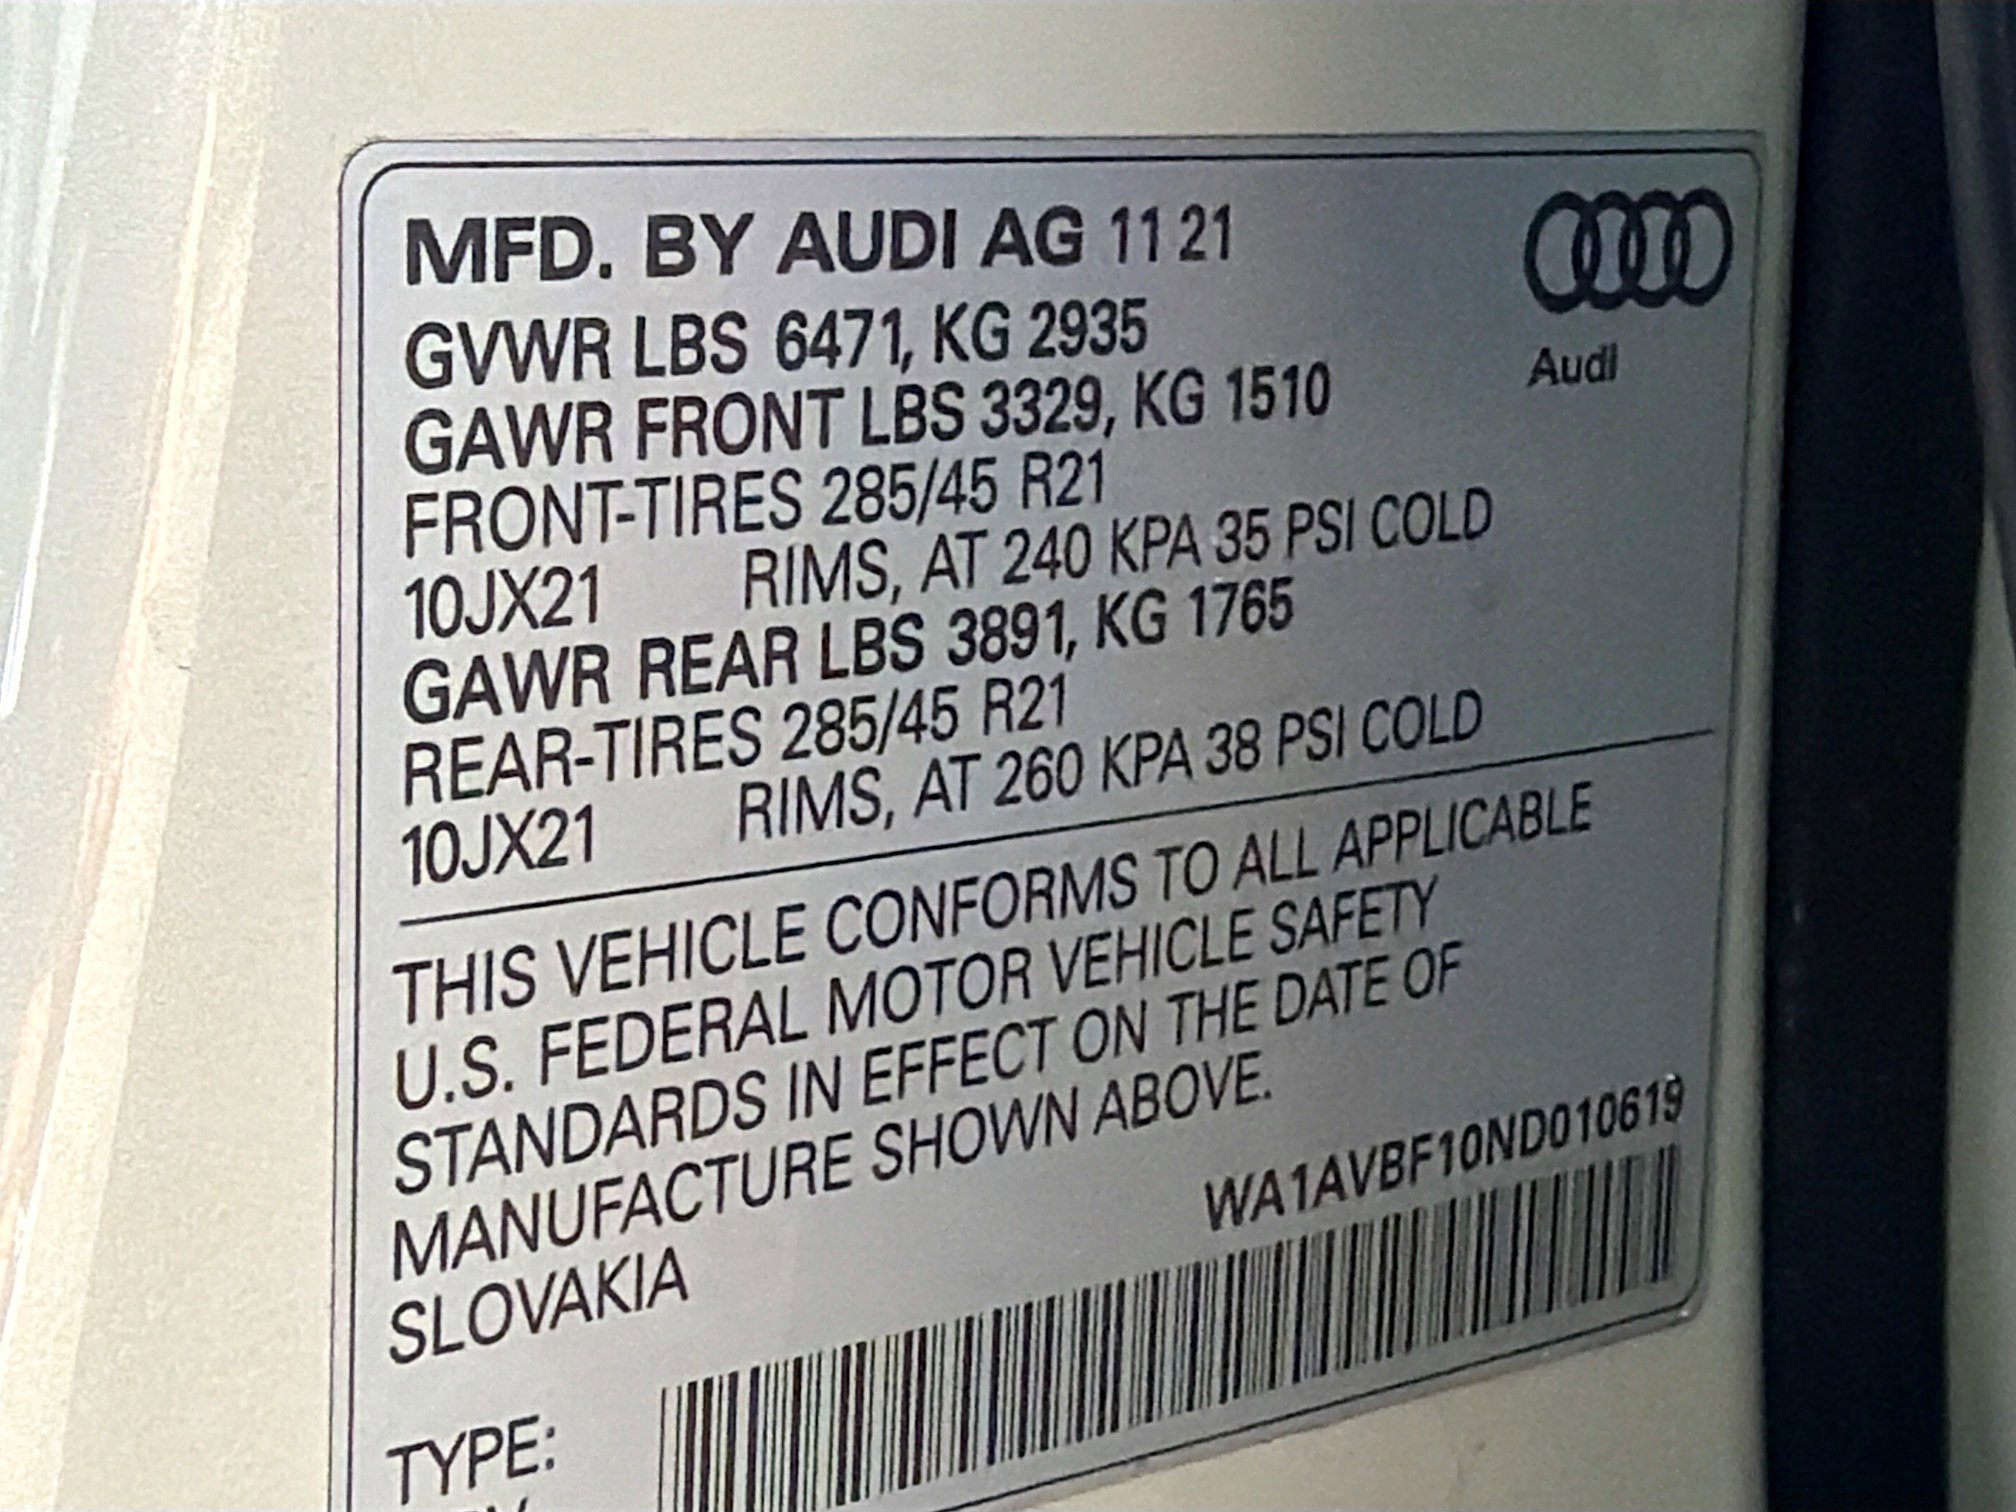 MFD. BY AUDI AG 11 21
Audi
GVWR LBS 6471, KG 2935
GAWR FRONT LBS 3329, KG 1510
FRONT-TIRES 285/45 R21
10JX21 RIMS, AT 240 KPA 35 PSI COLD
GAWR REAR LBS 3891, KG 1765
REAR-TIRES 285/45 R21
10JX21 RIMS, AT 260 KPA 38 PSI COLD
THIS VEHICLE CONFORMS TO ALL APPLICABLE
U.S. FEDERAL MOTOR VEHICLE SAFETY
STANDARDS IN EFFECT ON THE DATE OF
MANUFACTURE SHOWN ABOVE.
SLOVAKIA
WA1AVBF10ND010619
TYPE: